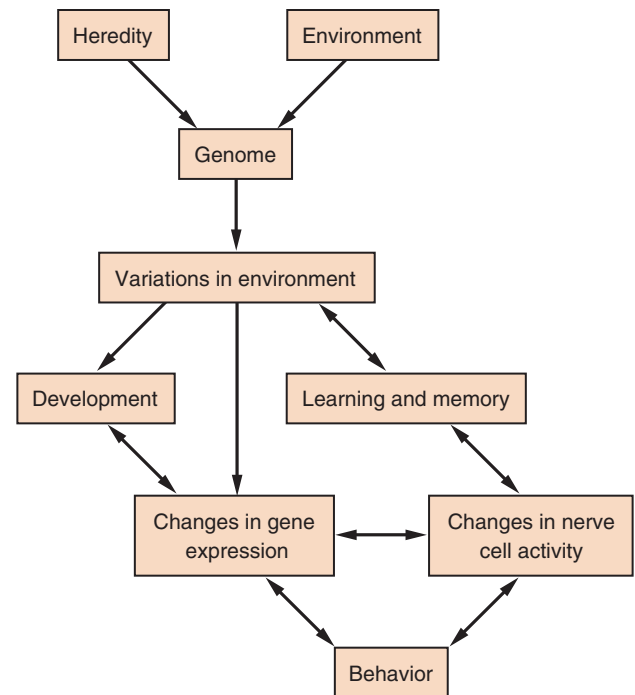 Heredity
Environment
Genome
Variations in environment
Development
Learning and memory
Changes in gene
expression
Changes in nerve
cell activity
Behavior